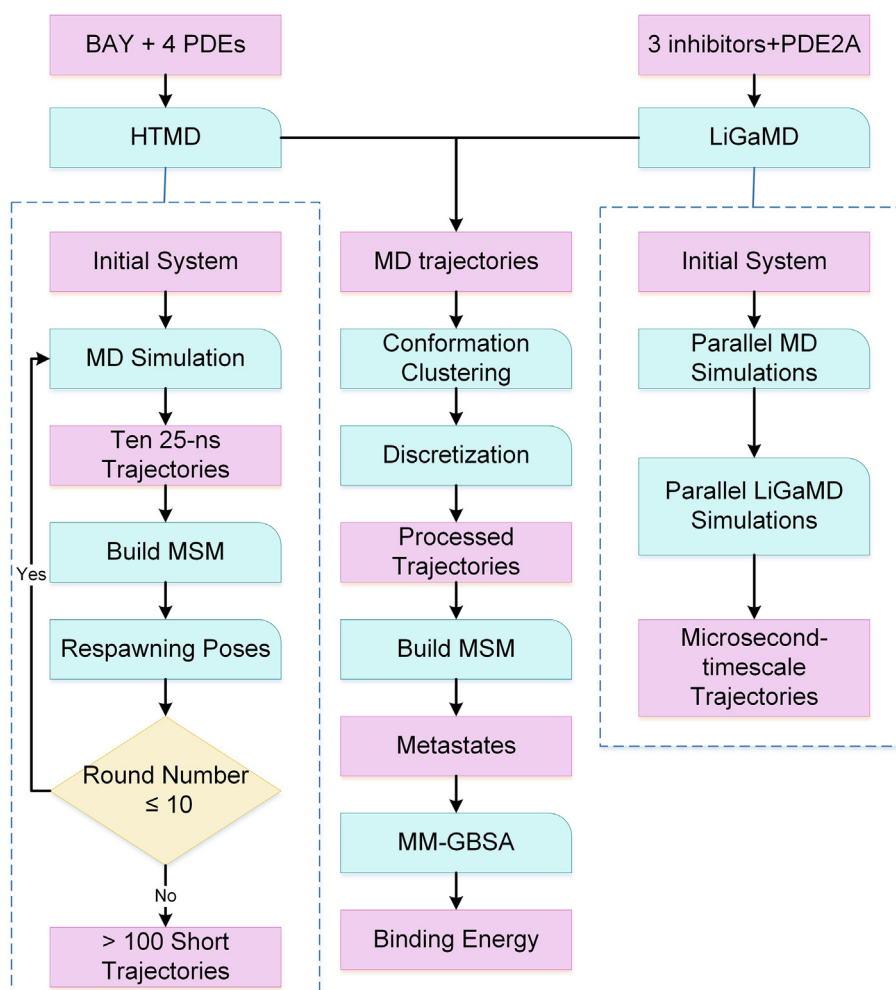 BAY + 4 PDEs
HTMD
Initial System
MD Simulation
Ten 25-ns
Trajectories
Build MSM
Respawning Poses
Round Number
≤ 10
Yes
No
> 100 Short
Trajectories
MD trajectories
Conformation
Clustering
Discretization
Processed
Trajectories
Build MSM
Metastates
MM-GBSA
Binding Energy
3 inhibitors+PDE2A
LiGaMD
Initial System
Parallel MD
Simulations
Parallel LiGaMD
Simulations
Microsecond-
timescale
Trajectories